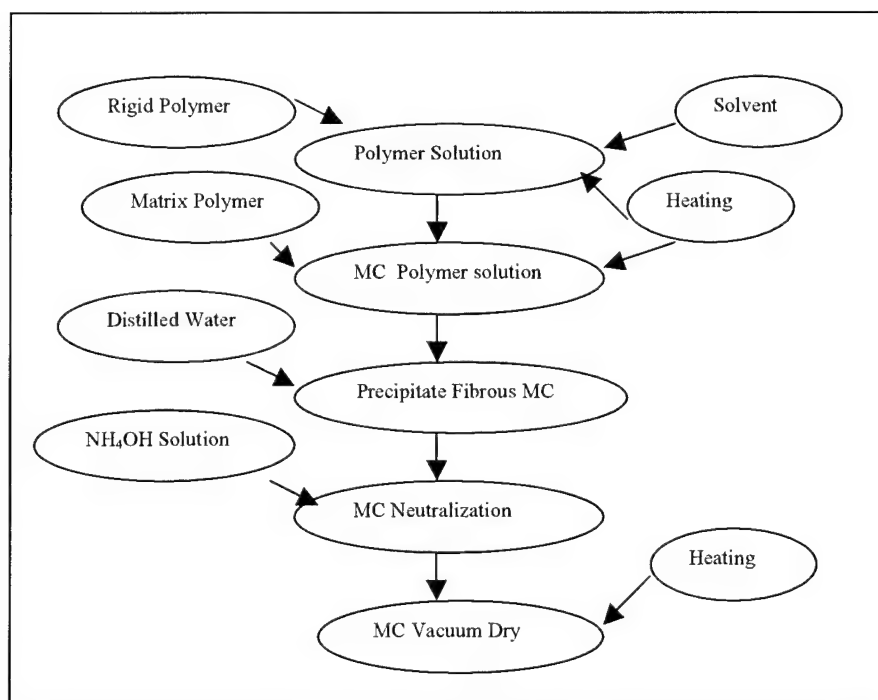 Rigid Polymer
Solvent
Polymer Solution
Matrix Polymer
Heating
MC Polymer solution
Distilled Water
Precipitate Fibrous MC
NH₄OH Solution
MC Neutralization
Heating
MC Vacuum Dry